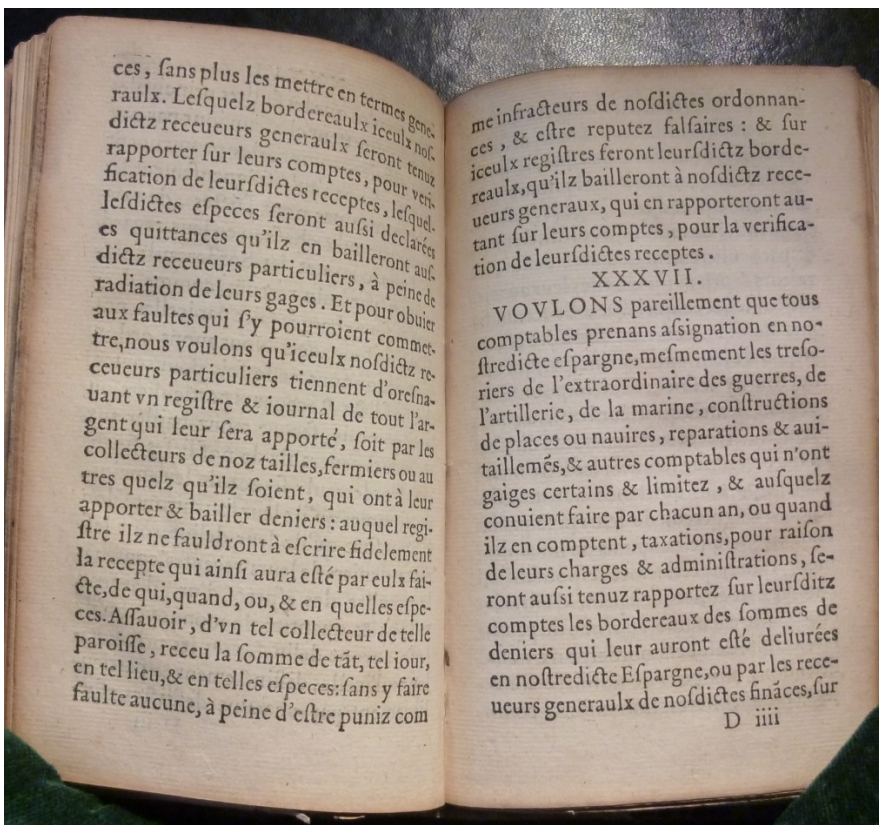 ces, ſans plus les mettre en termes gene-
raulx. Leſquelz bordereaulx iceulx noſ-
dictz receueurs generaulx ſeront tenuz
rapporter ſur leurs comptes, pour veri-
fication de leurſdictes receptes, leſquel-
leſdictes eſpeces ſeront auſsi declarées
es quittances qu'ilz en bailleront auſ-
dictz receueurs particuliers, à peine de
radiation de leurs gages. Et pour obuier
aux faultes qui ſ'y pourroient commet-
tre, nous voulons qu'iceulx noſdictz re-
ceueurs particuliers tiennent d'oreſna-
uant vn regiſtre & iournal de tout l'ar-
gent qui leur ſera apporté, ſoit par les
collecteurs de noz tailles, fermiers ou au
tres quelz qu'ilz ſoient, qui ont à leur
apporter & bailler deniers: auquel regi-
ſtre ilz ne fauldront à eſcrire fidelement
la recepte qui ainſi aura eſté par eulx fai-
cte, de qui, quand, ou, & en quelles eſpe-
ces. Aſſauoir, d'vn tel collecteur de telle
paroiſſe, receu la ſomme de tãt, tel iour,
en tel lieu, & en telles eſpeces: ſans y faire
faulte aucune, à peine d'eſtre puniz com
me infracteurs de noſdictes ordonnan-
ces, & eſtre reputez falſaires: & ſur
iceulx regiſtres feront leurſdictz borde-
reaulx, qu'ilz bailleront à noſdictz rece-
ueurs generaux, qui en rapporteront au-
tant ſur leurs comptes, pour la verifica-
tion de leurſdictes receptes.
XXXVII.
VOVLONS pareillement que tous
comptables prenans aſsignation en no-
ſtredicte eſpargne, meſmement les treſo-
riers de l'extraordinaire des guerres, de
l'artillerie, de la marine, conſtructions
de places ou nauires, reparations & aui-
taillemẽs, & autres comptables qui n'ont
gaiges certains & limitez, & auſquelz
conuient faire par chacun an, ou quand
ilz en comptent, taxations, pour raiſon
de leurs charges & adminiſtrations, ſe-
ront auſsi tenuz rapportez ſur leurſditz
comptes les bordereaux des ſommes de
deniers qui leur auront eſté deliurées
en noſtredicte Eſpargne, ou par les rece-
ueurs generaulx de noſdictes finãces, ſur
D iiii